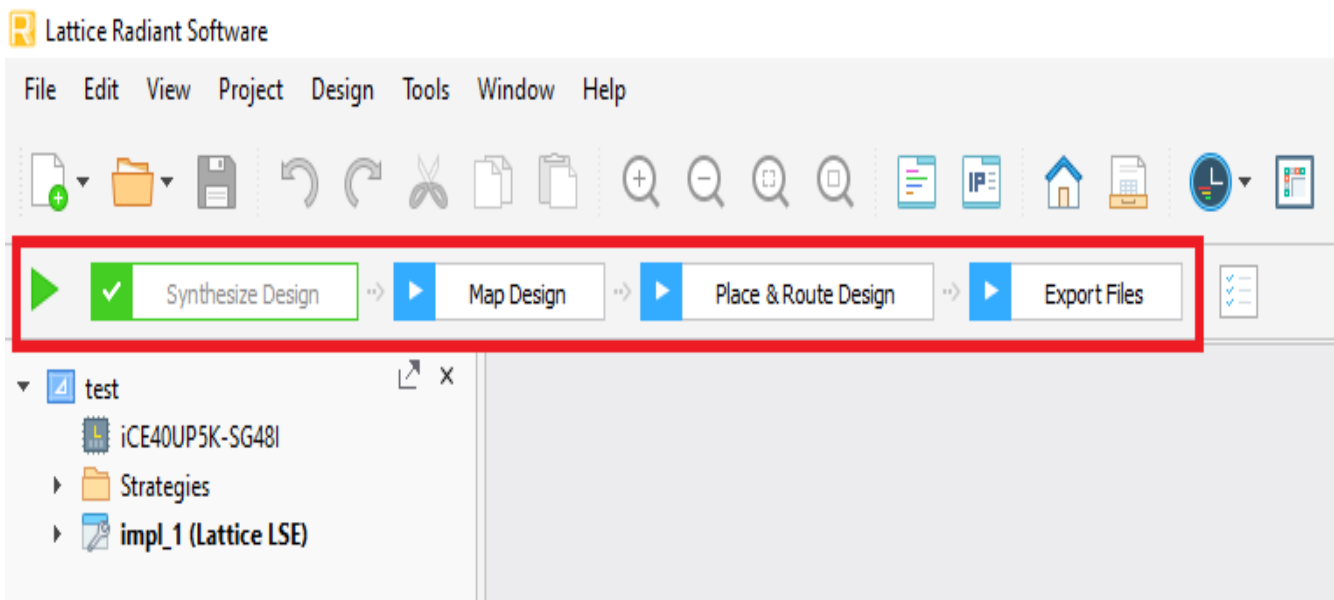 Lattice Radiant Software
File Edit View Project Design Tools Window Help
IP
Synthesize Design Map Design Place & Route Design Export Files
test
iCE40UP5K-SG48I
Strategies
impl_1 (Lattice LSE)